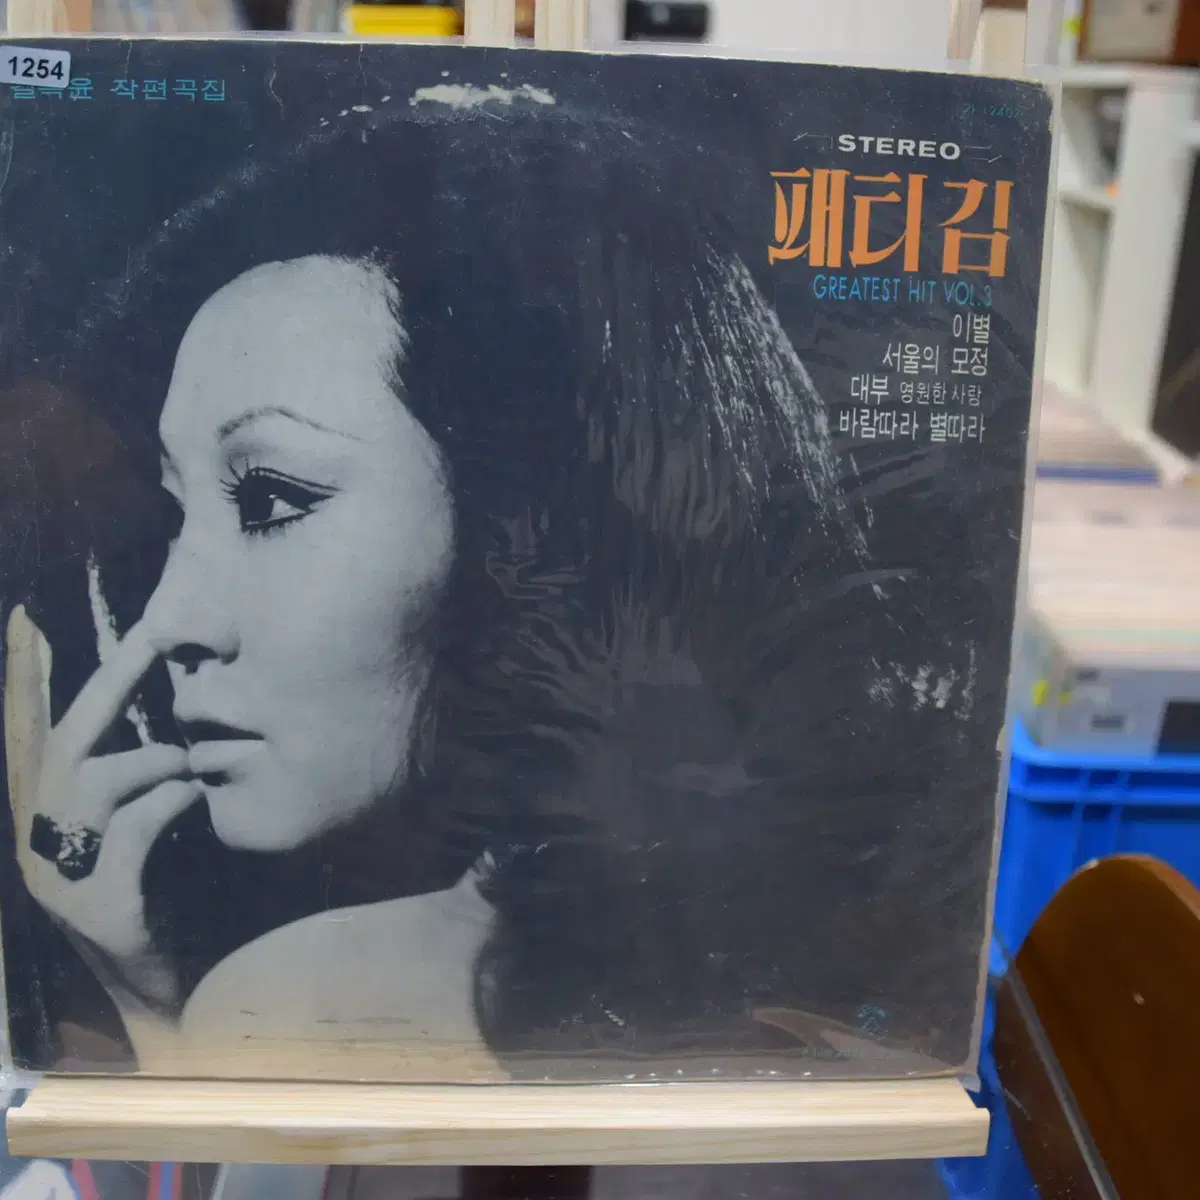 1254
작편곡집
STEREO
패티김
GREATEST HIT VOL.3
이별
서울의 모정
대부 영원한 사랑
바람따라 별따라